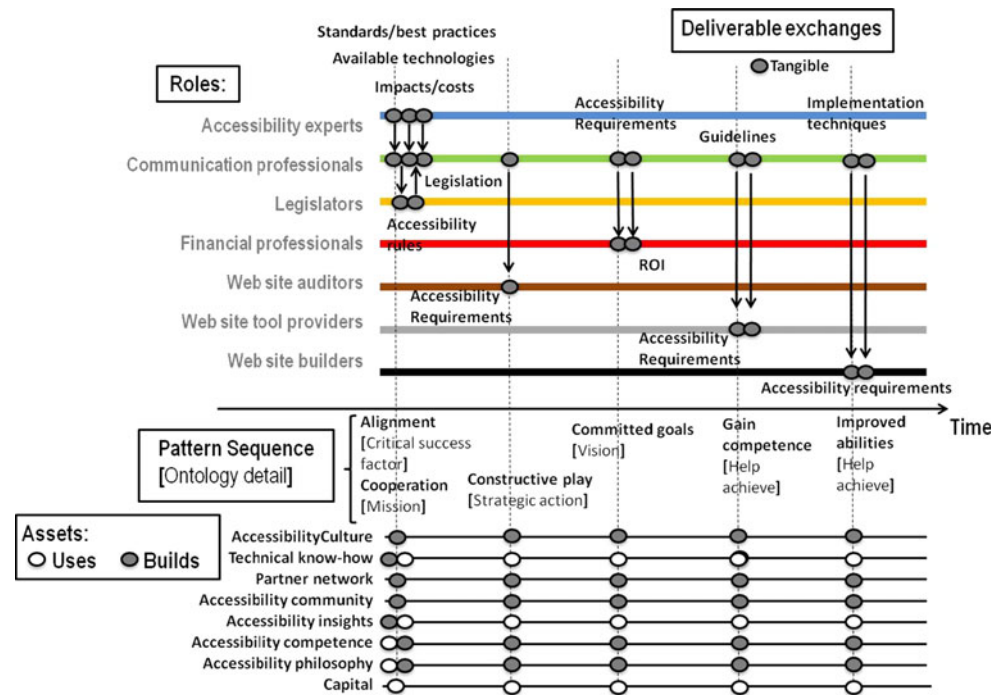 Standards/best practices
Available technologies
Impacts/costs
Deliverable exchanges
Tangible
Roles:
Accessibility
Requirements
Implementation
techniques
Guidelines
Accessibility experts
Communication professionals
Legislation
Legislators
Accessibility
rules
Financial professionals
ROI
Web site auditors
Accessibility
Requirements
Web site tool providers
Accessibility
Requirements
Web site builders
Accessibility requirements
Time
Pattern Sequence
[Ontology detail]
Alignment
[Critical success
factor]
Cooperation
[Mission]
Constructive play
[Strategic action]
Committed goals
[Vision]
Gain
competence
[Help
achieve]
Improved
abilities
[Help
achieve]
Assets:
Uses
Builds
AccessibilityCulture
Technical know-how
Partner network
Accessibility community
Accessibility insights
Accessibility competence
Accessibility philosophy
Capital